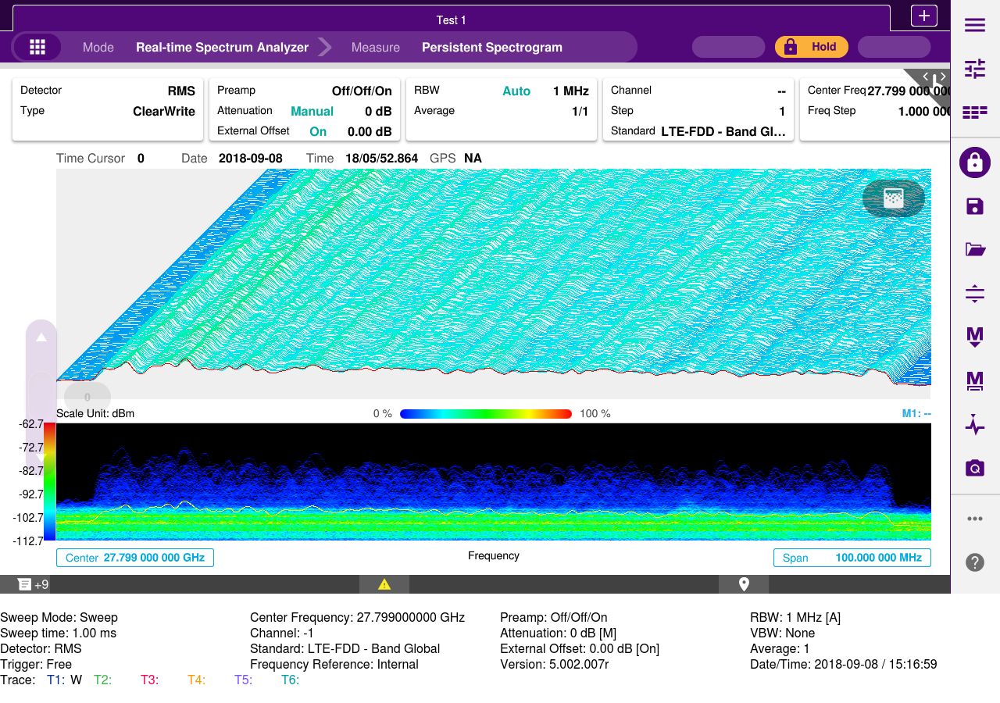 Test 1
Mode Real-time Spectrum Analyzer Measure Persistent Spectrogram Hold
Detector RMS
Type ClearWrite
Preamp Off/Off/On
Attenuation Manual 0 dB
External Offset On 0.00 dB
RBW Auto 1 MHz
Average 1/1
Channel --
Step 1
Standard LTE-FDD - Band Gl...
Center Freq 27.799 000 000
Freq Step 1.000 000
Time Cursor 0 Date 2018-09-08 Time 18/05/52.864 GPS NA
0
Scale Unit: dBm 0 % 100 % M1: --
-62.7
-72.7
-82.7
-92.7
-102.7
-112.7
Center 27.799 000 000 GHz Frequency Span 100.000 000 MHz
+9
M
M
Sweep Mode: Sweep Center Frequency: 27.799000000 GHz Preamp: Off/Off/On RBW: 1 MHz [A]
Sweep time: 1.00 ms Channel: -1 Attenuation: 0 dB [M] VBW: None
Detector: RMS Standard: LTE-FDD - Band Global External Offset: 0.00 dB [On] Average: 1
Trigger: Free Frequency Reference: Internal Version: 5.002.007r Date/Time: 2018-09-08 / 15:16:59
Trace: T1: W T2: T3: T4: T5: T6: